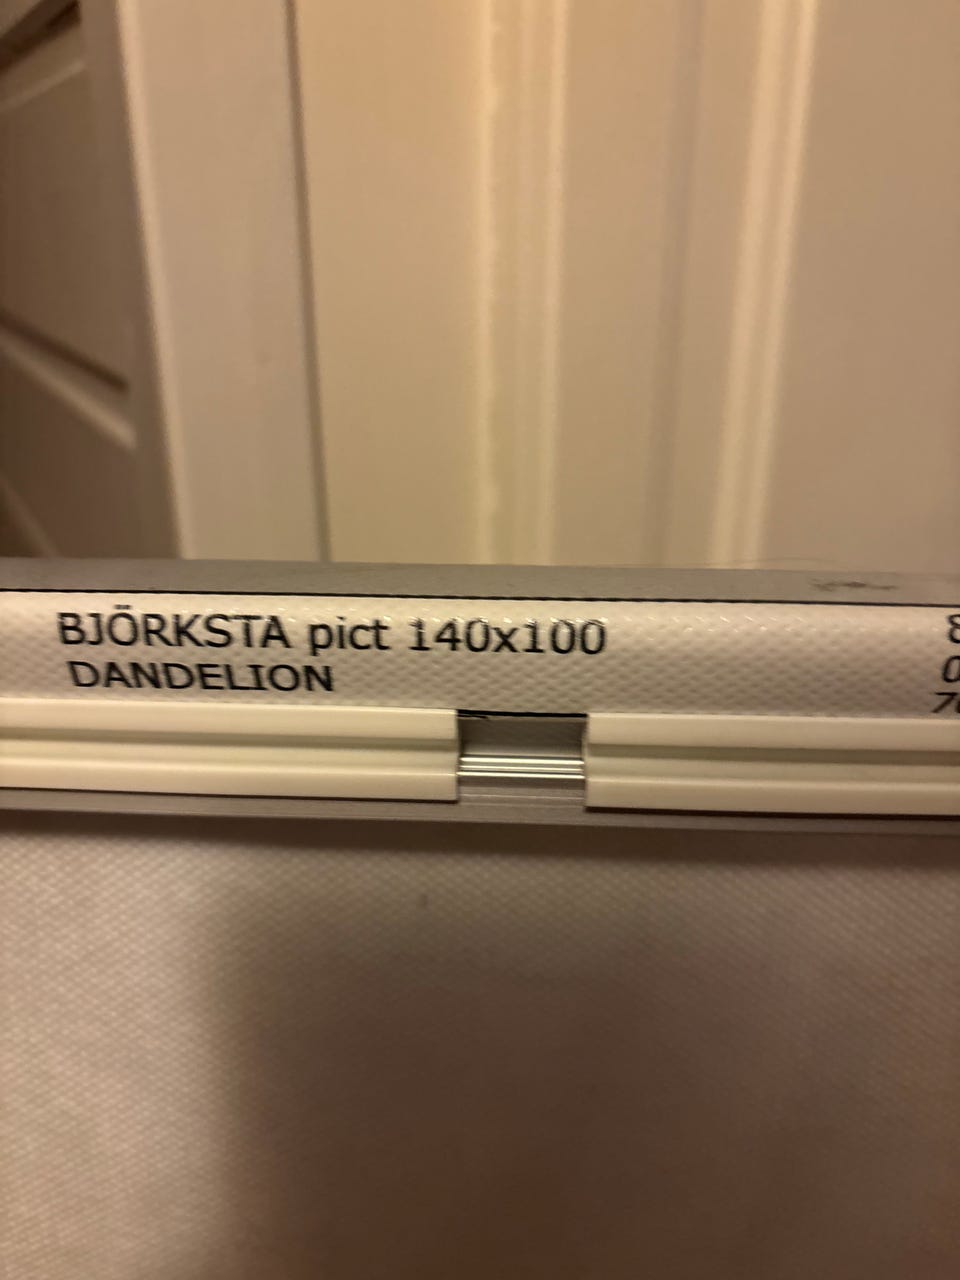 BJÖRKSTA pict 140x100
DANDELION